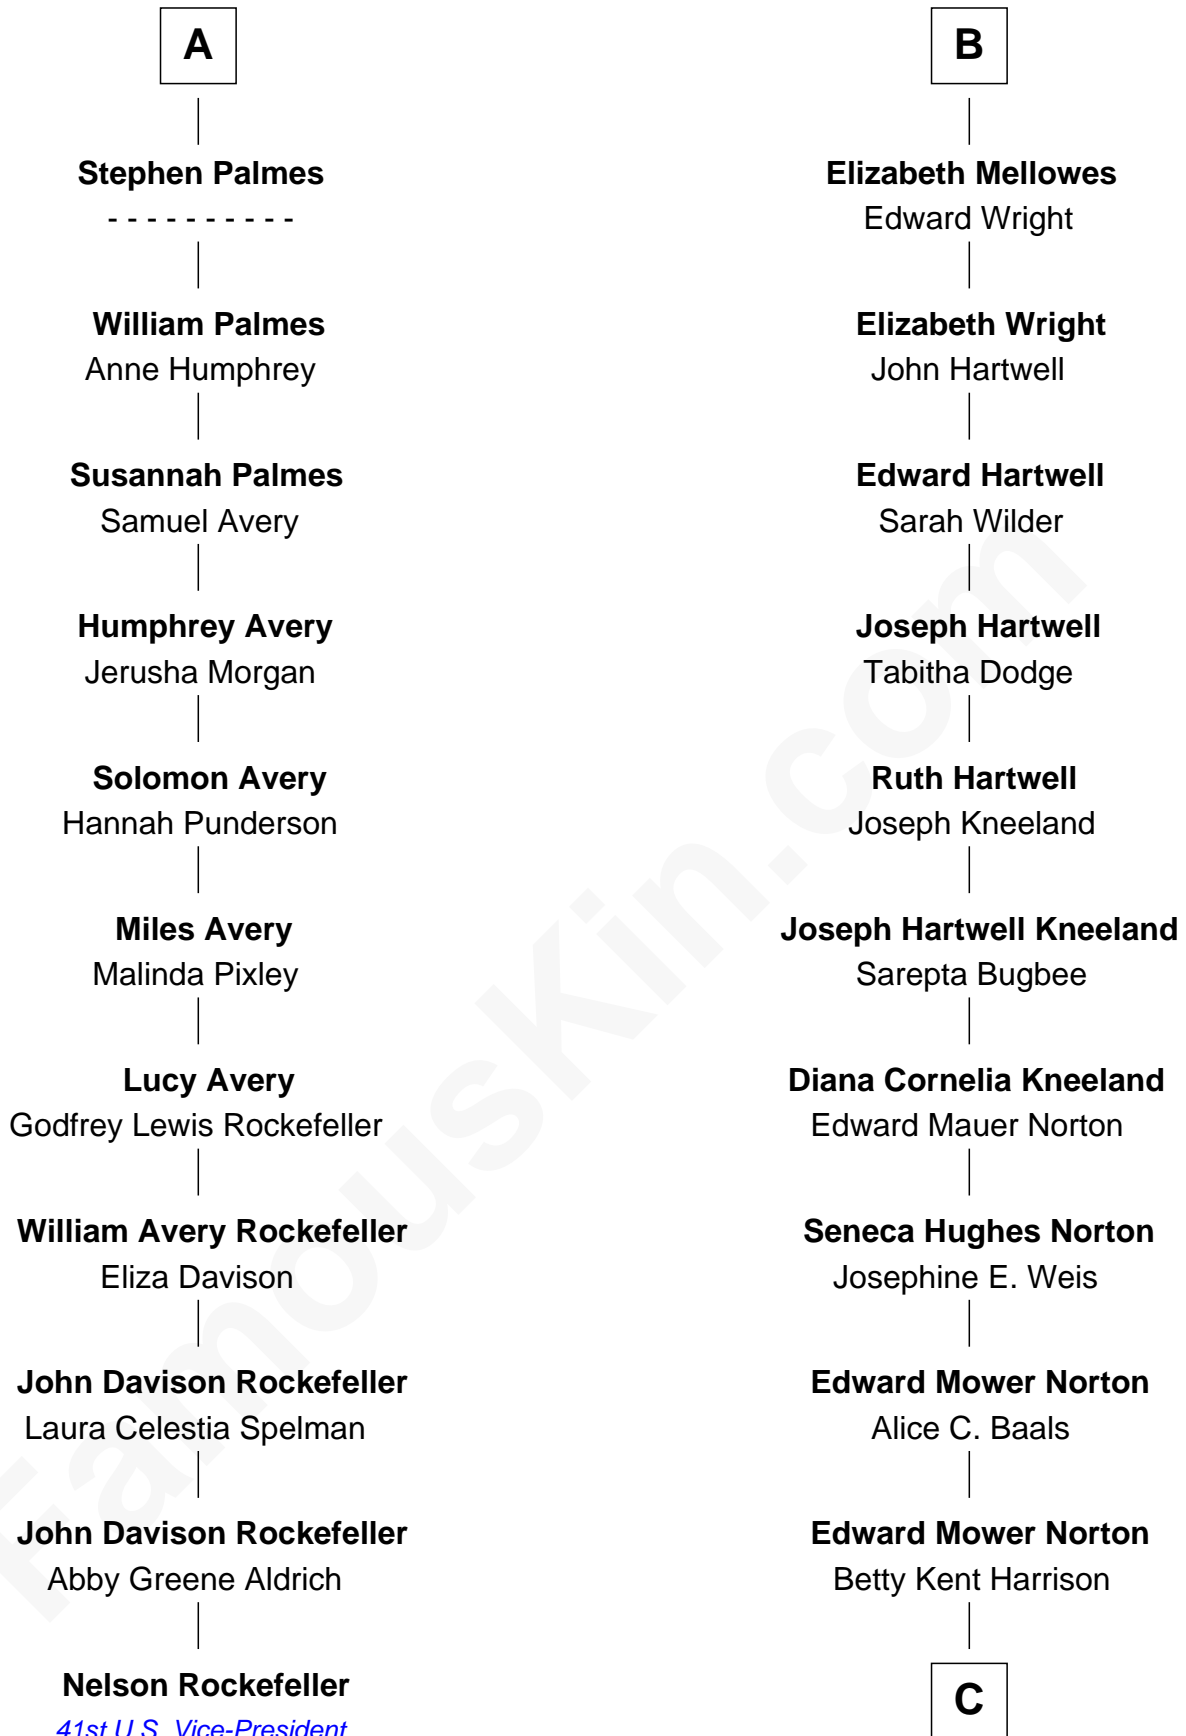 A
Stephen Palmes
- - - - - - - - - -
William Palmes
Anne Humphrey
Susannah Palmes
Samuel Avery
Humphrey Avery
Jerusha Morgan
Solomon Avery
Hannah Punderson
Miles Avery
Malinda Pixley
Lucy Avery
Godfrey Lewis Rockefeller
William Avery Rockefeller
Eliza Davison
John Davison Rockefeller
Laura Celestia Spelman
John Davison Rockefeller
Abby Greene Aldrich
Nelson Rockefeller
41st U.S. Vice-President
B
Elizabeth Mellowes
Edward Wright
Elizabeth Wright
John Hartwell
Edward Hartwell
Sarah Wilder
Joseph Hartwell
Tabitha Dodge
Ruth Hartwell
Joseph Kneeland
Joseph Hartwell Kneeland
Sarepta Bugbee
Diana Cornelia Kneeland
Edward Mauer Norton
Seneca Hughes Norton
Josephine E. Weis
Edward Mower Norton
Alice C. Baals
Edward Mower Norton
Betty Kent Harrison
C
FamousKin.com